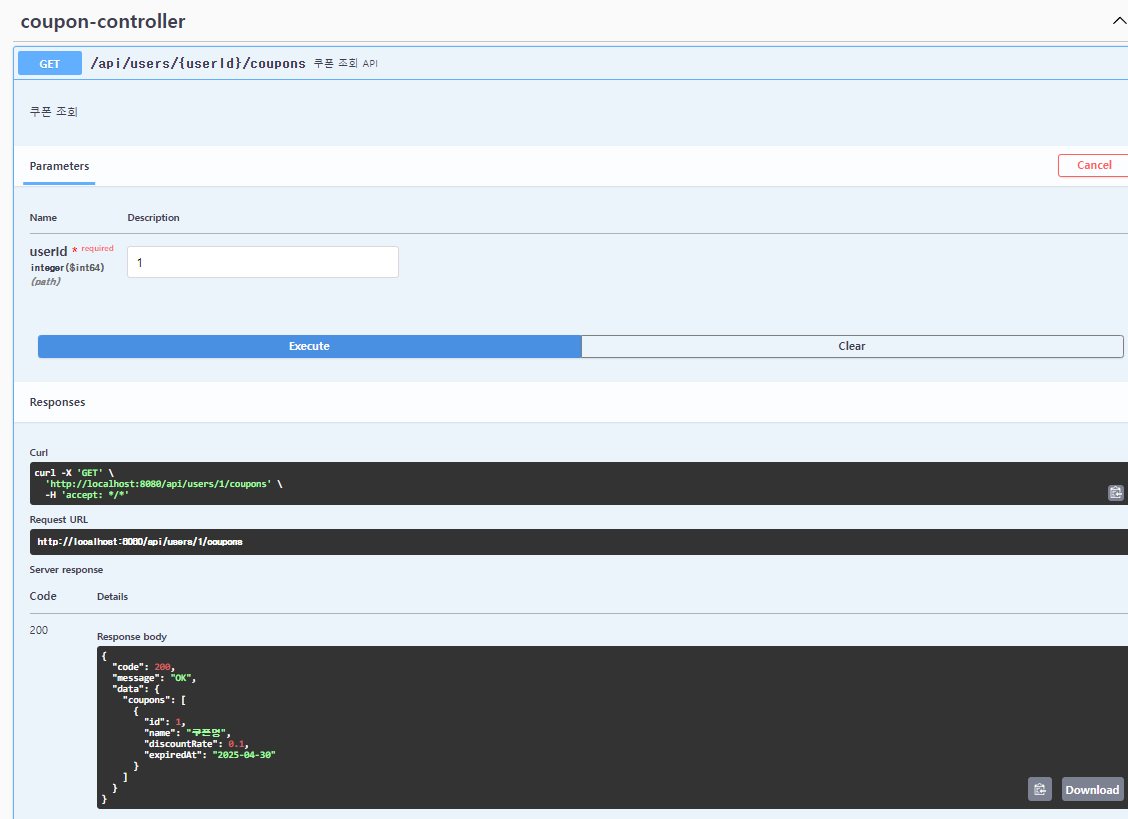 coupon-controller
GET /api/users/{userId}/coupons 쿠폰 조회 API
쿠폰 조회
Parameters
Cancel
Name Description
userId * required
integer($int64)
(path)
1
Execute Clear
Responses
Curl
curl -X 'GET' \
'http://localhost:8080/api/users/1/coupons' \
-H 'accept: */*'
Request URL
http://localhost:8080/api/users/1/coupons
Server response
Code Details
200
Response body
{
"code": 200,
"message": "OK",
"data": {
"coupons": [
{
"id": 1,
"name": "쿠폰명",
"discountRate": 0.1,
"expiredAt": "2025-04-30"
}
]
}
}
Download